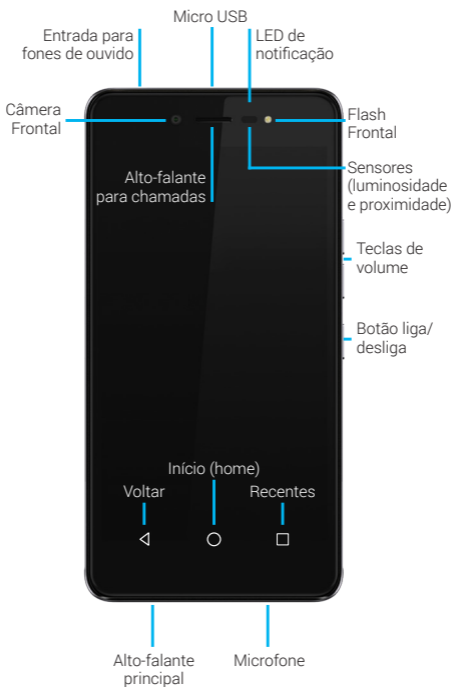 Micro USB
Entrada para
fones de ouvido
LED de
notificação
Câmera
Frontal
Flash
Frontal
Alto-falante
para chamadas
Sensores
(luminosidade
e proximidade)
Teclas de
volume
Botão liga/
desliga
Início (home)
Voltar
Recentes
Alto-falante
principal
Microfone